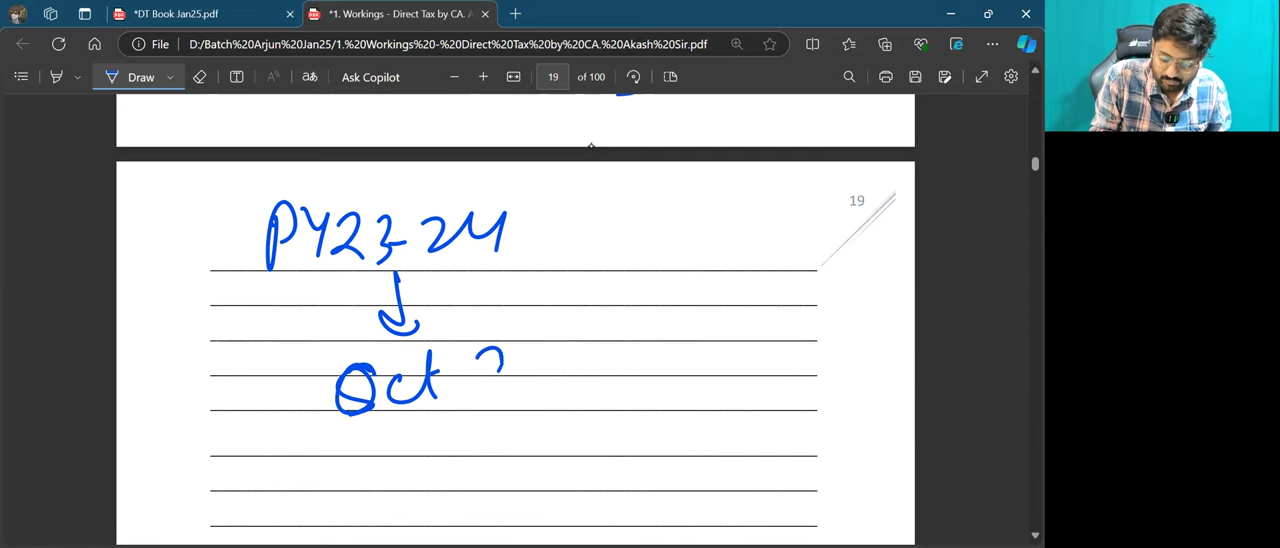 *DT Book Jan25.pdf
*1. Workings - Direct Tax by CA. A
File
D:/Batch%20Arjun%20Jan25/1.%20Workings%20-%20Direct%20Tax%20by%20CA.%20Akash%20Sir.pdf
Draw
Ask Copilot
19 of 100
19
PY23-24
Oct